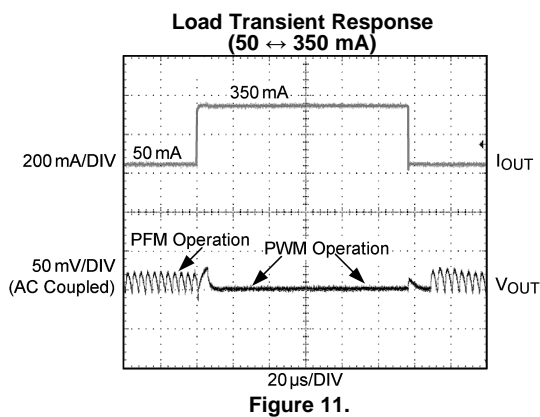 Load Transient Response
(50 ↔ 350 mA)
350 mA
50 mA
200 mA/DIV
IOUT
PFM Operation
PWM Operation
50 mV/DIV
(AC Coupled)
VOUT
20 µs/DIV
Figure 11.